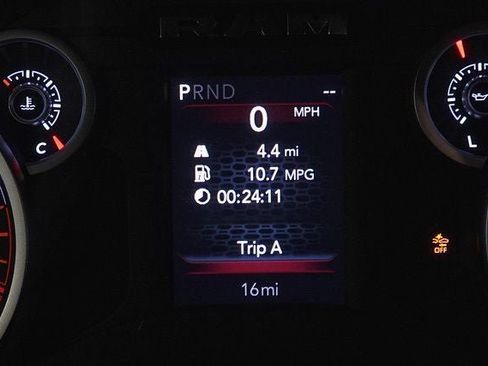 RAM
PRND --
0 MPH
4.4 mi
10.7 MPG
00:24:11
Trip A
16mi
C
L
OFF